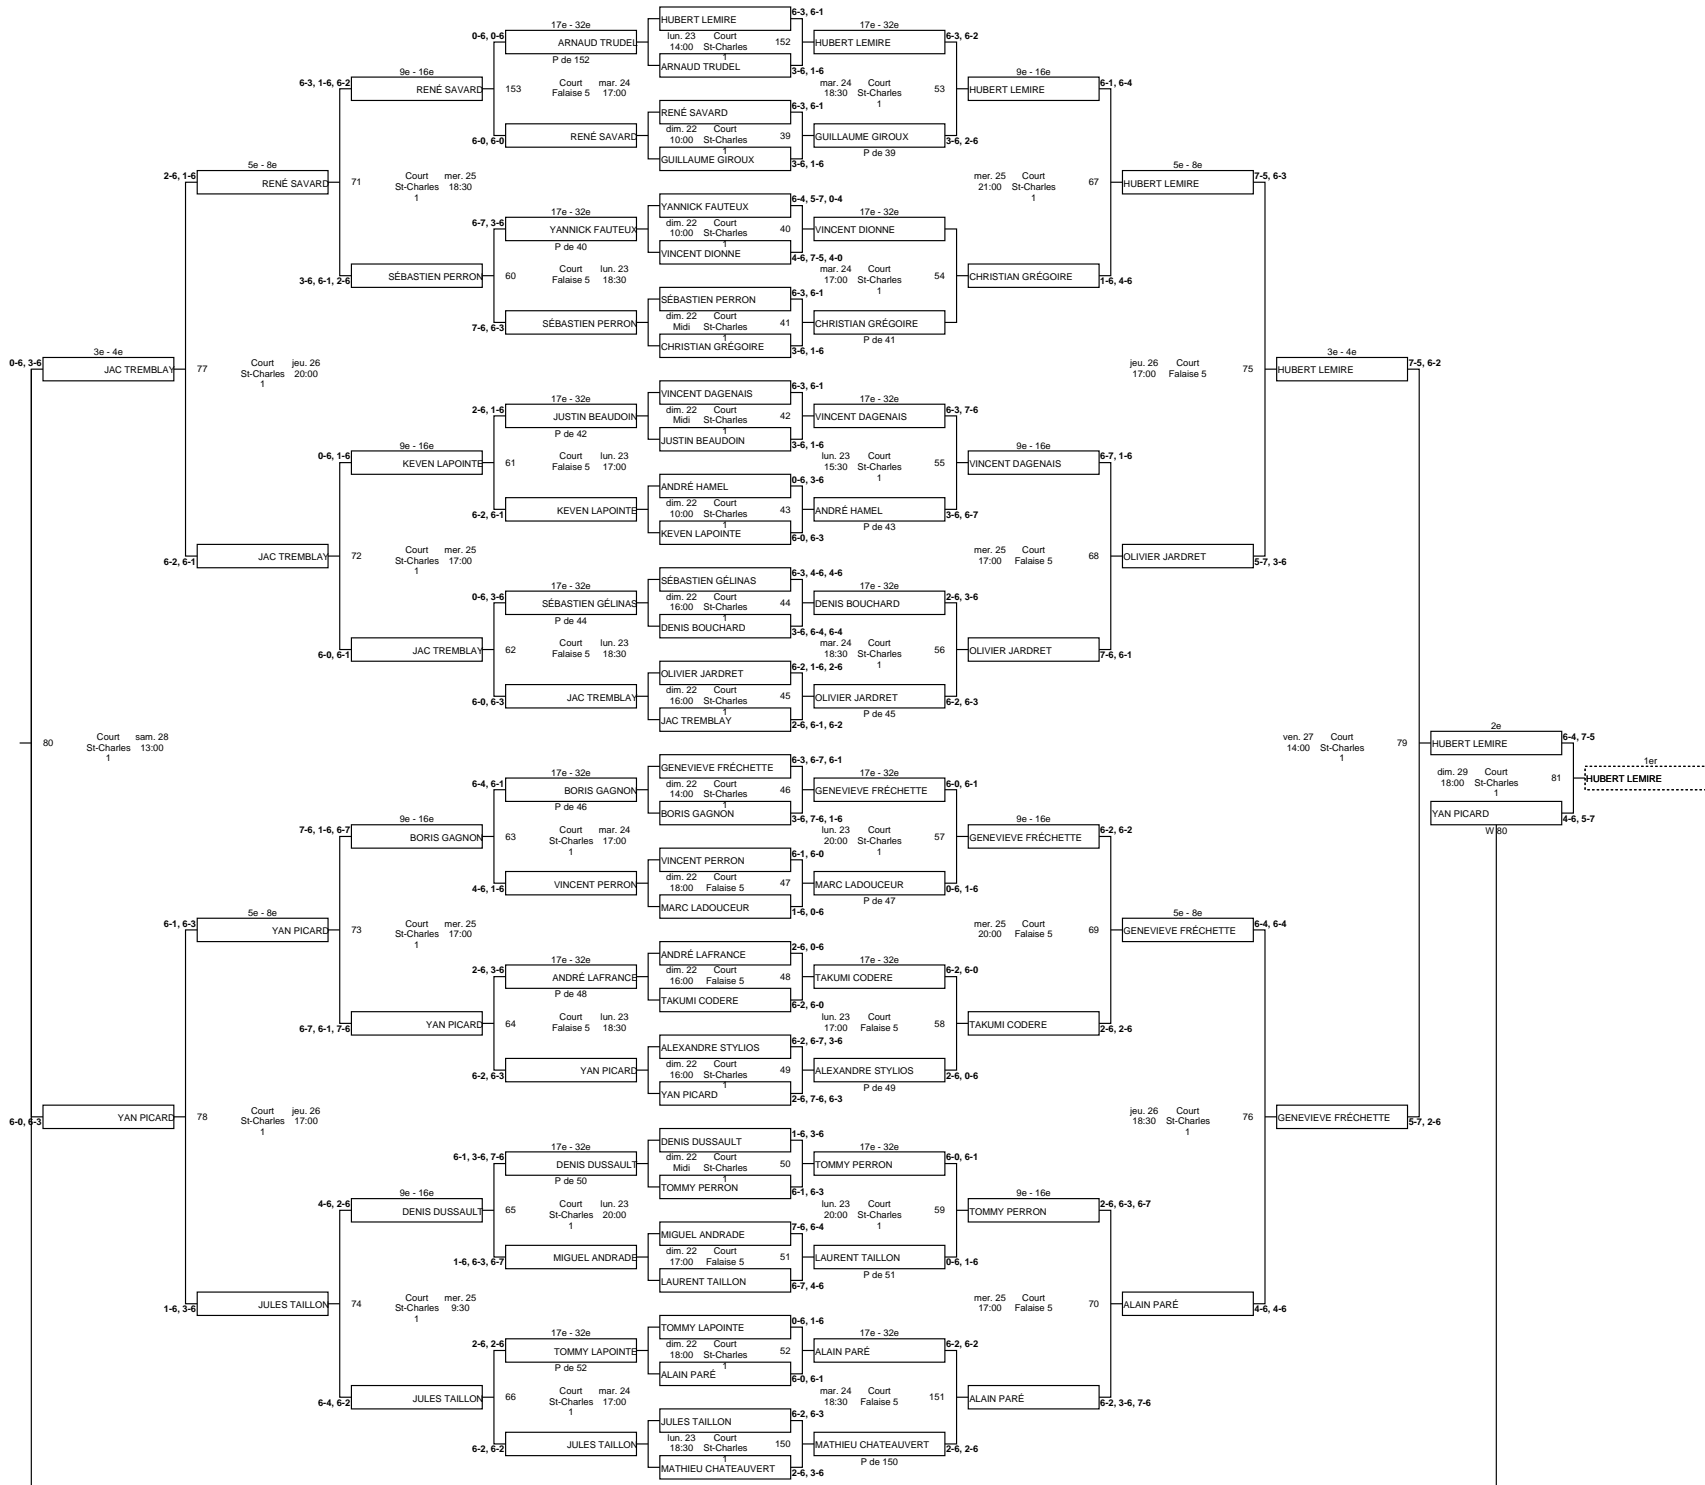 HUBERT LEMIRE
6-3, 6-1
17e - 32e
17e - 32e
0-6, 0-6
ARNAUD TRUDEL
lun. 23 Court
14:00 St-Charles 1
152
HUBERT LEMIRE
6-3, 6-2
P de 152
ARNAUD TRUDEL
3-6, 1-6
9e - 16e
9e - 16e
6-3, 1-6, 6-2
RENÉ SAVARD
153
Court mar. 24
Falaise 5 17:00
mar. 24 Court
18:30 St-Charles
1
53
HUBERT LEMIRE
6-1, 6-4
RENÉ SAVARD
6-3, 6-1
6-0, 6-0
RENÉ SAVARD
dim. 22 Court
10:00 St-Charles
1
39
GUILLAUME GIROUX
3-6, 2-6
P de 39
GUILLAUME GIROUX
3-6, 1-6
5e - 8e
5e - 8e
2-6, 1-6
RENÉ SAVARD
71
Court mer. 25
St-Charles 18:30
1
mer. 25 Court
21:00 St-Charles
1
67
HUBERT LEMIRE
7-5, 6-3
YANNICK FAUTEUX
6-4, 5-7, 0-4
17e - 32e
17e - 32e
6-7, 3-6
YANNICK FAUTEUX
dim. 22 Court
10:00 St-Charles
1
40
VINCENT DIONNE
P de 40
VINCENT DIONNE
4-6, 7-5, 4-0
3-6, 6-1, 2-6
SÉBASTIEN PERRON
60
Court lun. 23
Falaise 5 18:30
mar. 24 Court
17:00 St-Charles
1
54
CHRISTIAN GRÉGOIRE
1-6, 4-6
SÉBASTIEN PERRON
6-3, 6-1
7-6, 6-3
SÉBASTIEN PERRON
dim. 22 Court
Midi St-Charles
1
41
CHRISTIAN GRÉGOIRE
P de 41
CHRISTIAN GRÉGOIRE
3-6, 1-6
3e - 4e
3e - 4e
0-6, 3-6
JAC TREMBLAY
77
Court jeu. 26
St-Charles 20:00
1
jeu. 26 Court
17:00 Falaise 5
75
HUBERT LEMIRE
7-5, 6-2
VINCENT DAGENAIS
6-3, 6-1
17e - 32e
17e - 32e
2-6, 1-6
JUSTIN BEAUDOIN
dim. 22 Court
Midi St-Charles
1
42
VINCENT DAGENAIS
6-3, 7-6
P de 42
JUSTIN BEAUDOIN
3-6, 1-6
9e - 16e
9e - 16e
0-6, 1-6
KEVEN LAPOINTE
61
Court lun. 23
Falaise 5 17:00
lun. 23 Court
15:30 St-Charles
1
55
VINCENT DAGENAIS
6-7, 1-6
ANDRÉ HAMEL
0-6, 3-6
6-2, 6-1
KEVEN LAPOINTE
dim. 22 Court
10:00 St-Charles
1
43
ANDRÉ HAMEL
3-6, 6-7
P de 43
KEVEN LAPOINTE
6-0, 6-3
6-2, 6-1
JAC TREMBLAY
72
Court mer. 25
St-Charles 17:00
1
mer. 25 Court
17:00 Falaise 5
68
OLIVIER JARDRET
5-7, 3-6
SÉBASTIEN GÉLINAS
6-3, 4-6, 4-6
17e - 32e
17e - 32e
0-6, 3-6
SÉBASTIEN GÉLINAS
dim. 22 Court
16:00 St-Charles
1
44
DENIS BOUCHARD
2-6, 3-6
P de 44
DENIS BOUCHARD
3-6, 6-4, 6-4
6-0, 6-1
JAC TREMBLAY
62
Court lun. 23
Falaise 5 18:30
mar. 24 Court
18:30 St-Charles
1
56
OLIVIER JARDRET
7-6, 6-1
OLIVIER JARDRET
6-2, 1-6, 2-6
6-0, 6-3
JAC TREMBLAY
dim. 22 Court
16:00 St-Charles
1
45
OLIVIER JARDRET
6-2, 6-3
P de 45
JAC TREMBLAY
2-6, 6-1, 6-2
80
Court sam. 28
St-Charles 13:00
1
ven. 27 Court
14:00 St-Charles
1
79
2e
HUBERT LEMIRE
6-4, 7-5
1er
dim. 29 Court
18:00 St-Charles
1
81
HUBERT LEMIRE
YAN PICARD
4-6, 5-7
W 80
GENEVIEVE FRÉCHETTE
6-3, 6-7, 6-1
17e - 32e
17e - 32e
6-4, 6-1
BORIS GAGNON
dim. 22 Court
14:00 St-Charles
1
46
GENEVIEVE FRÉCHETTE
6-0, 6-1
P de 46
BORIS GAGNON
3-6, 7-6, 1-6
9e - 16e
9e - 16e
7-6, 1-6, 6-7
BORIS GAGNON
63
Court mar. 24
St-Charles 17:00
1
lun. 23 Court
20:00 St-Charles
1
57
GENEVIEVE FRÉCHETTE
6-2, 6-2
VINCENT PERRON
6-1, 6-0
4-6, 1-6
VINCENT PERRON
dim. 22 Court
18:00 Falaise 5
47
MARC LADOUCEUR
0-6, 1-6
P de 47
MARC LADOUCEUR
1-6, 0-6
5e - 8e
5e - 8e
6-1, 6-3
YAN PICARD
73
Court mer. 25
St-Charles 17:00
1
mer. 25 Court
20:00 Falaise 5
69
GENEVIEVE FRÉCHETTE
6-4, 6-4
ANDRÉ LAFRANCE
2-6, 0-6
17e - 32e
17e - 32e
2-6, 3-6
ANDRÉ LAFRANCE
dim. 22 Court
16:00 Falaise 5
48
TAKUMI CODERE
6-2, 6-0
P de 48
TAKUMI CODERE
6-2, 6-0
6-7, 6-1, 7-6
YAN PICARD
64
Court lun. 23
Falaise 5 18:30
lun. 23 Court
17:00 Falaise 5
58
TAKUMI CODERE
2-6, 2-6
ALEXANDRE STYLIOS
6-2, 6-7, 3-6
6-2, 6-3
YAN PICARD
dim. 22 Court
16:00 St-Charles
1
49
ALEXANDRE STYLIOS
2-6, 0-6
P de 49
YAN PICARD
2-6, 7-6, 6-3
6-0, 6-3
YAN PICARD
78
Court jeu. 26
St-Charles 17:00
1
jeu. 26 Court
18:30 St-Charles
1
76
GENEVIEVE FRÉCHETTE
5-7, 2-6
DENIS DUSSAULT
1-6, 3-6
17e - 32e
17e - 32e
6-1, 3-6, 7-6
DENIS DUSSAULT
dim. 22 Court
Midi St-Charles
1
50
TOMMY PERRON
6-0, 6-1
P de 50
TOMMY PERRON
6-1, 6-3
9e - 16e
9e - 16e
4-6, 2-6
DENIS DUSSAULT
65
Court lun. 23
St-Charles 20:00
1
lun. 23 Court
20:00 St-Charles
1
59
TOMMY PERRON
2-6, 6-3, 6-7
MIGUEL ANDRADE
7-6, 6-4
1-6, 6-3, 6-7
MIGUEL ANDRADE
dim. 22 Court
17:00 Falaise 5
51
LAURENT TAILLON
0-6, 1-6
P de 51
LAURENT TAILLON
6-7, 4-6
1-6, 3-6
JULES TAILLON
74
Court mer. 25
St-Charles 9:30
1
mer. 25 Court
17:00 Falaise 5
70
ALAIN PARÉ
4-6, 4-6
TOMMY LAPOINTE
0-6, 1-6
17e - 32e
17e - 32e
2-6, 2-6
TOMMY LAPOINTE
dim. 22 Court
18:00 St-Charles
1
52
ALAIN PARÉ
6-2, 6-2
P de 52
ALAIN PARÉ
6-0, 6-1
6-4, 6-2
JULES TAILLON
66
Court mar. 24
St-Charles 17:00
1
mar. 24 Court
18:30 Falaise 5
151
ALAIN PARÉ
6-2, 3-6, 7-6
JULES TAILLON
6-2, 6-3
6-2, 6-2
JULES TAILLON
lun. 23 Court
18:30 St-Charles
1
150
MATHIEU CHATEAUVERT
2-6, 2-6
P de 150
MATHIEU CHATEAUVERT
2-6, 3-6